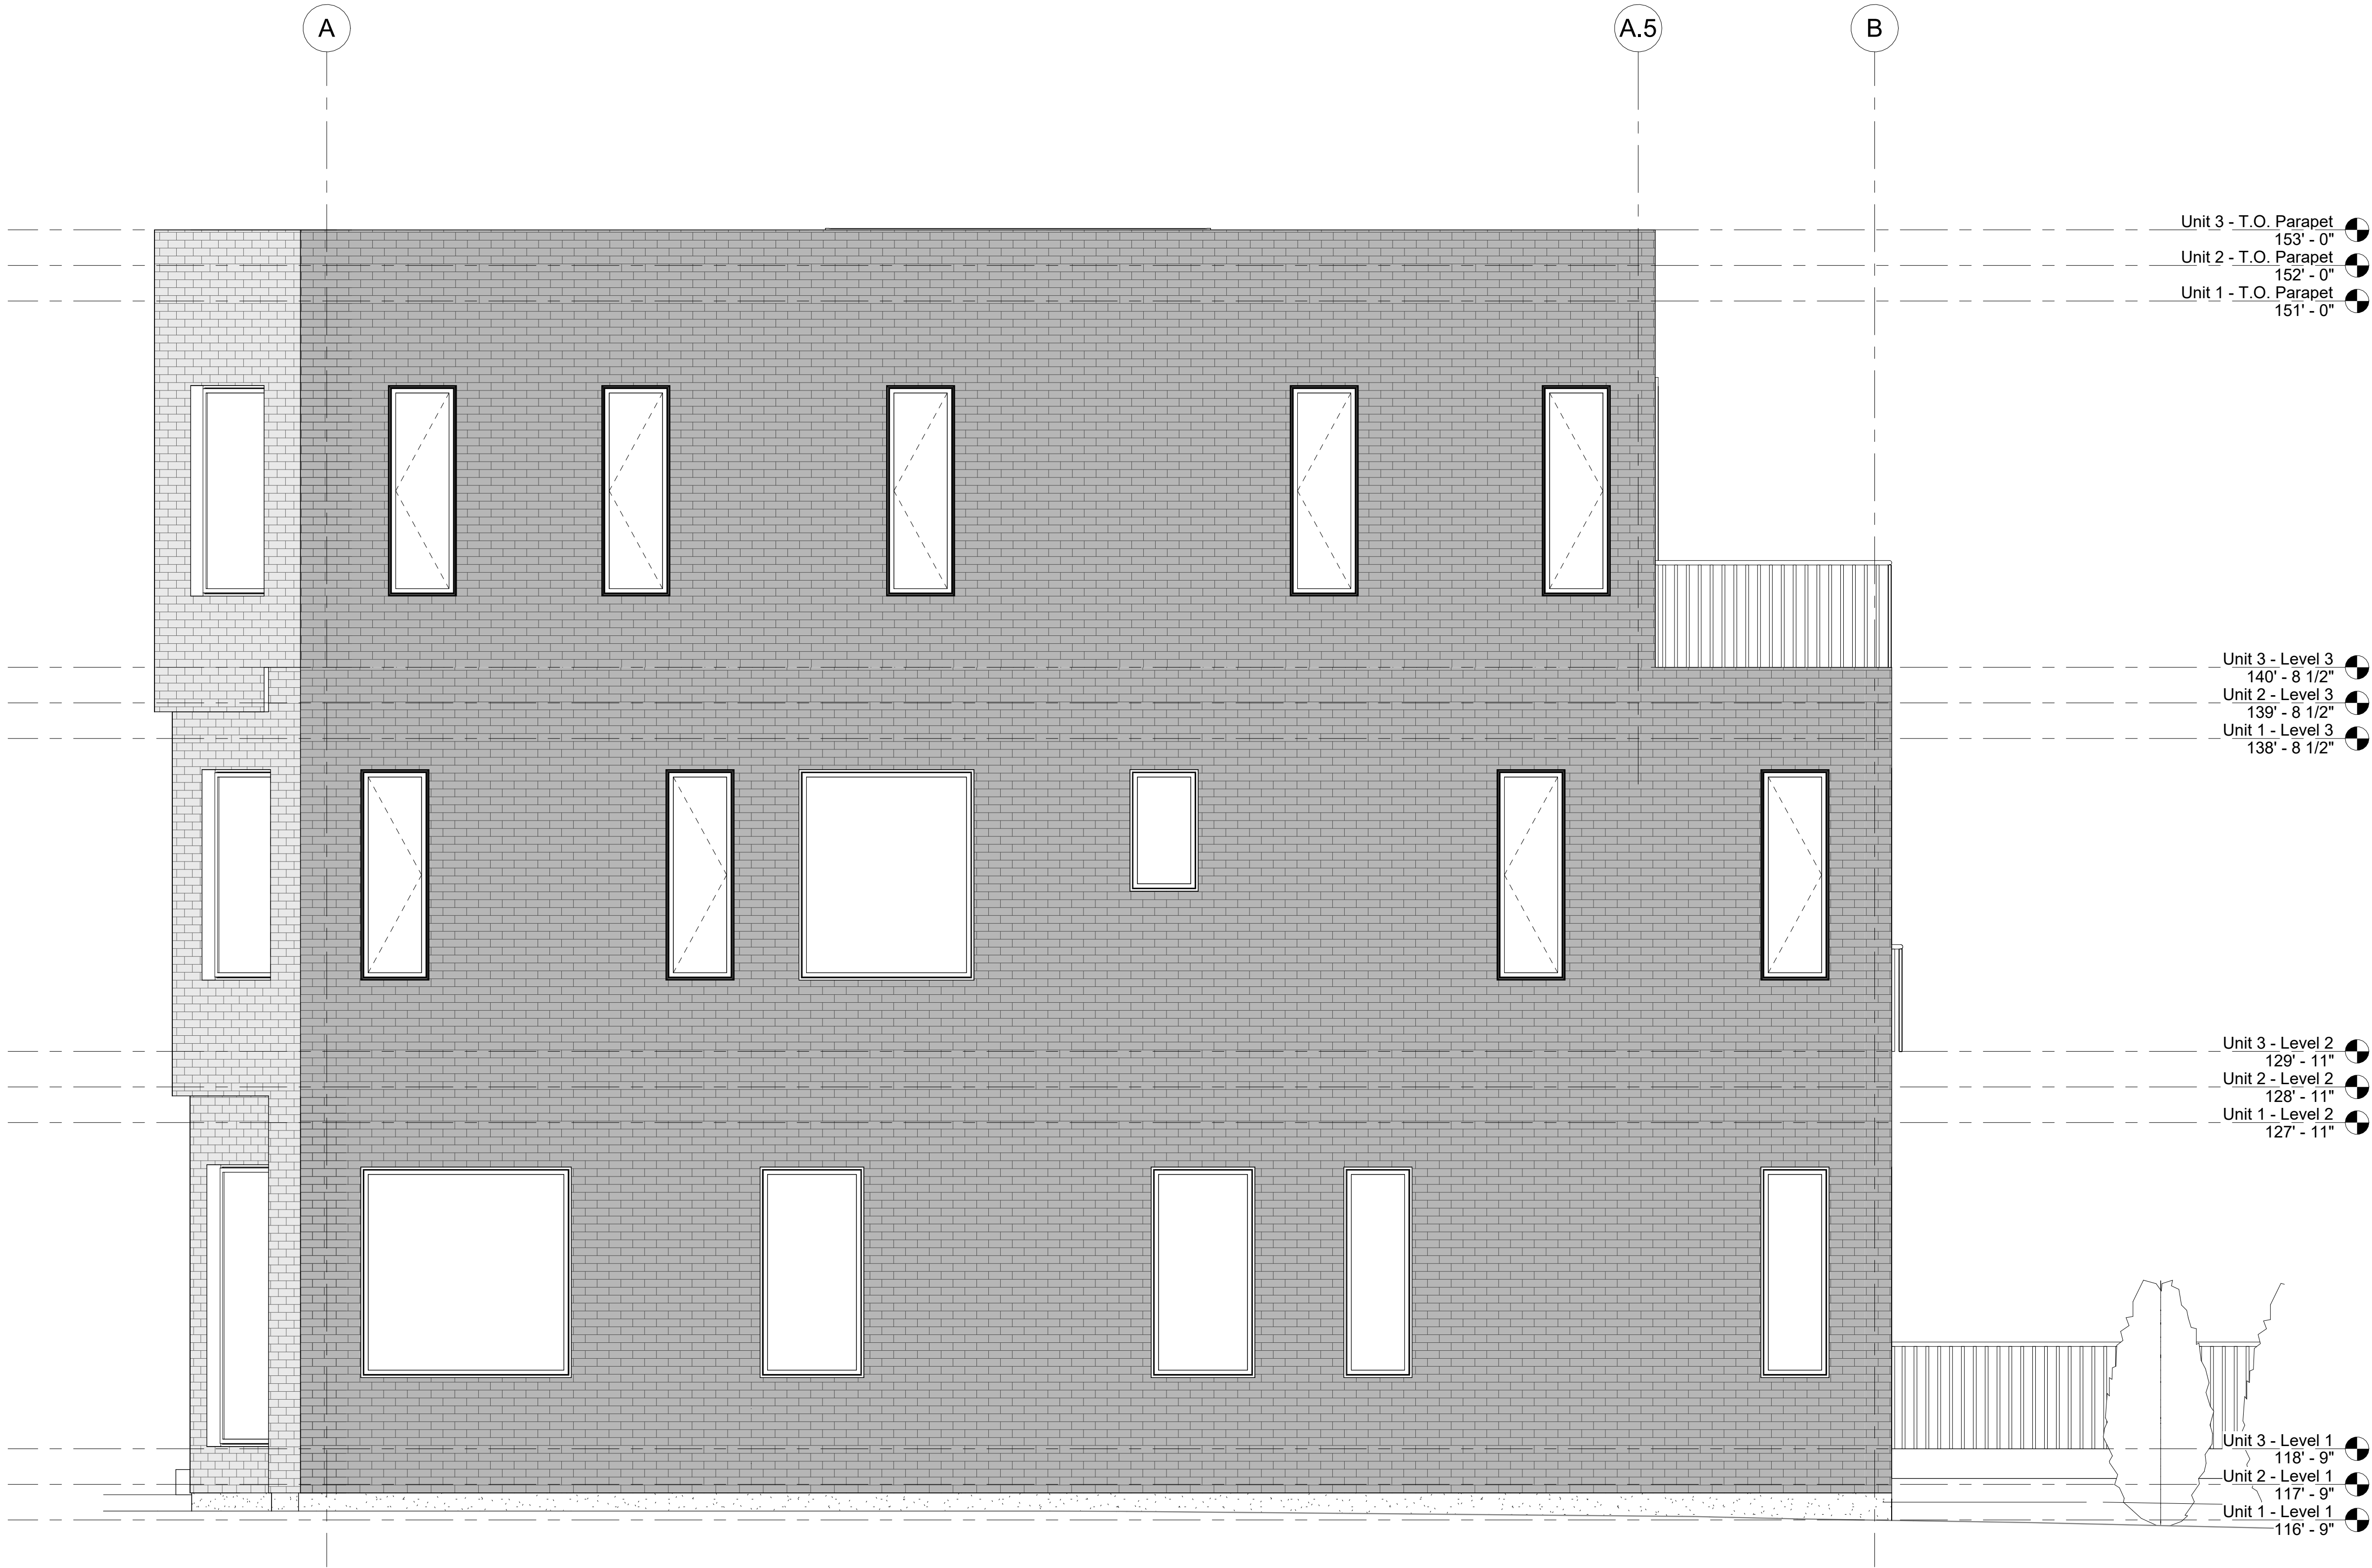 A
A.5
B
Unit 3 - T.O. Parapet
153' - 0"
Unit 2 - T.O. Parapet
152' - 0"
Unit 1 - T.O. Parapet
151' - 0"
Unit 3 - Level 3
140' - 8 1/2"
Unit 2 - Level 3
139' - 8 1/2"
Unit 1 - Level 3
138' - 8 1/2"
Unit 3 - Level 2
129' - 11"
Unit 2 - Level 2
128' - 11"
Unit 1 - Level 2
127' - 11"
Unit 3 - Level 1
118' - 9"
Unit 2 - Level 1
117' - 9"
Unit 1 - Level 1
116' - 9"